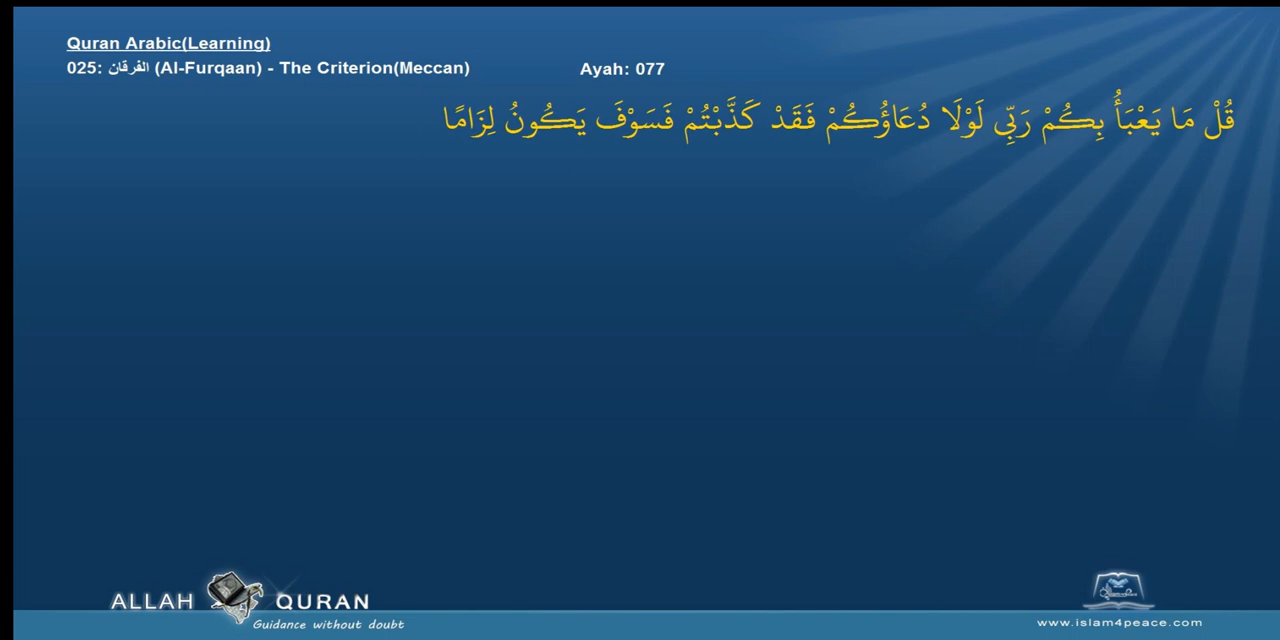 Quran Arabic(Learning)
025: الفرقان (Al-Furqaan) - The Criterion(Meccan) Ayah: 077
قُلْ مَا يَعْبَأُ بِكُمْ رَبِّي لَوْلَا دُعَاؤُكُمْ فَقَدْ كَذَّبْتُمْ فَسَوْفَ يَكُونُ لِزَامًا
ALLAH QURAN
Guidance without doubt
www.islam4peace.com